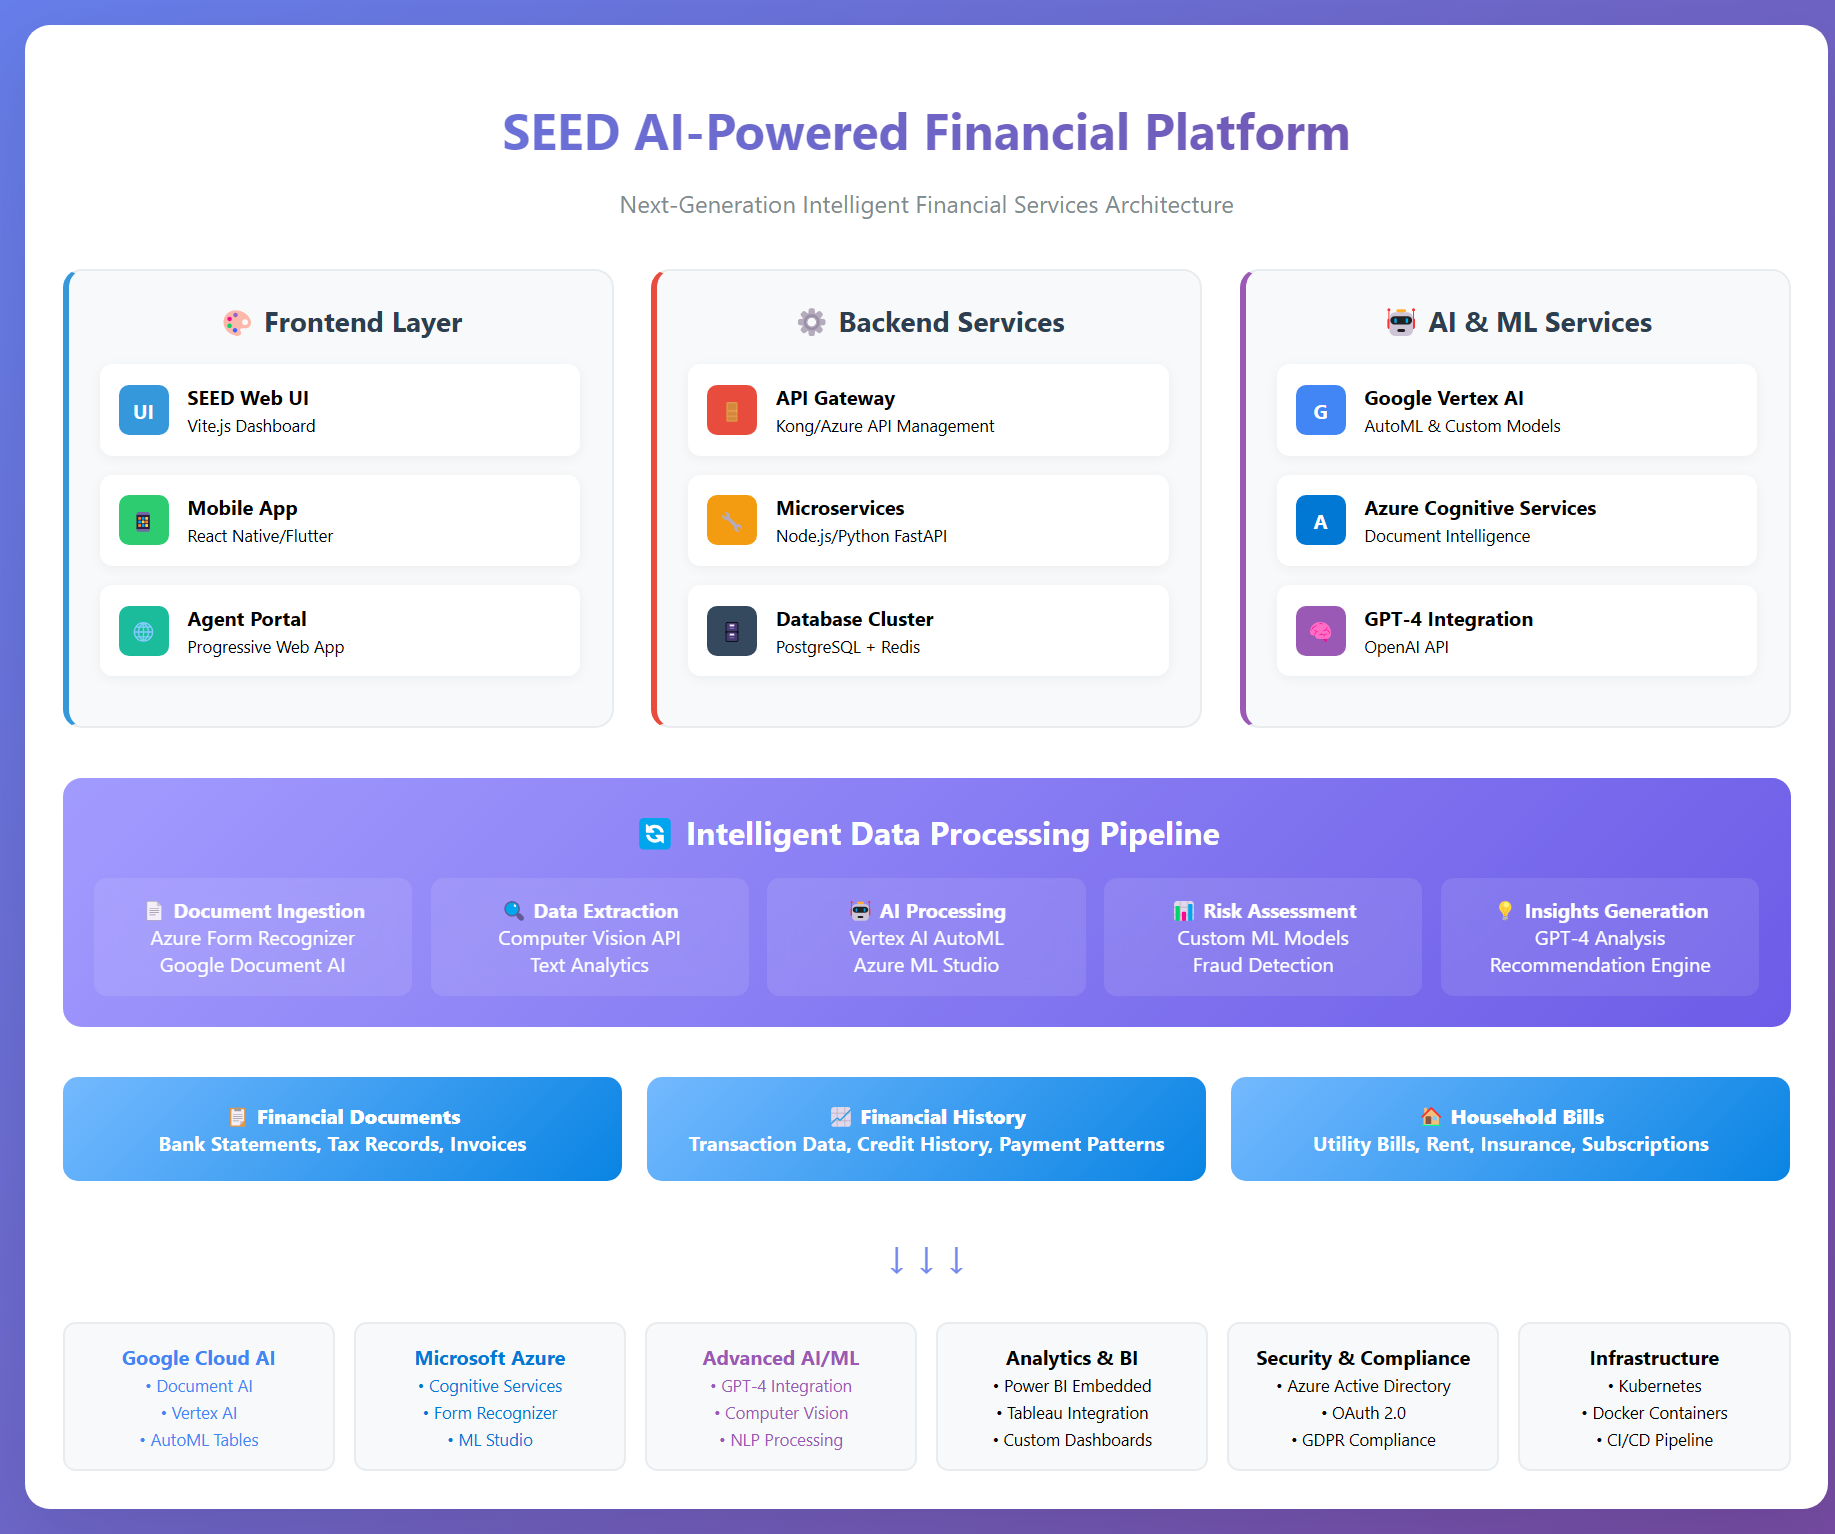 SEED AI-Powered Financial Platform
Next-Generation Intelligent Financial Services Architecture
Frontend Layer
UI
SEED Web UI
Vite.js Dashboard
Mobile App
React Native/Flutter
Agent Portal
Progressive Web App
Backend Services
API Gateway
Kong/Azure API Management
Microservices
Node.js/Python FastAPI
Database Cluster
PostgreSQL + Redis
AI & ML Services
G
Google Vertex AI
AutoML & Custom Models
A
Azure Cognitive Services
Document Intelligence
GPT-4 Integration
OpenAI API
Intelligent Data Processing Pipeline
Document Ingestion
Azure Form Recognizer
Google Document AI
Data Extraction
Computer Vision API
Text Analytics
AI Processing
Vertex AI AutoML
Azure ML Studio
Risk Assessment
Custom ML Models
Fraud Detection
Insights Generation
GPT-4 Analysis
Recommendation Engine
Financial Documents
Bank Statements, Tax Records, Invoices
Financial History
Transaction Data, Credit History, Payment Patterns
Household Bills
Utility Bills, Rent, Insurance, Subscriptions
↓ ↓ ↓
Google Cloud AI
• Document AI
• Vertex AI
• AutoML Tables
Microsoft Azure
• Cognitive Services
• Form Recognizer
• ML Studio
Advanced AI/ML
• GPT-4 Integration
• Computer Vision
• NLP Processing
Analytics & BI
• Power BI Embedded
• Tableau Integration
• Custom Dashboards
Security & Compliance
• Azure Active Directory
• OAuth 2.0
• GDPR Compliance
Infrastructure
• Kubernetes
• Docker Containers
• CI/CD Pipeline